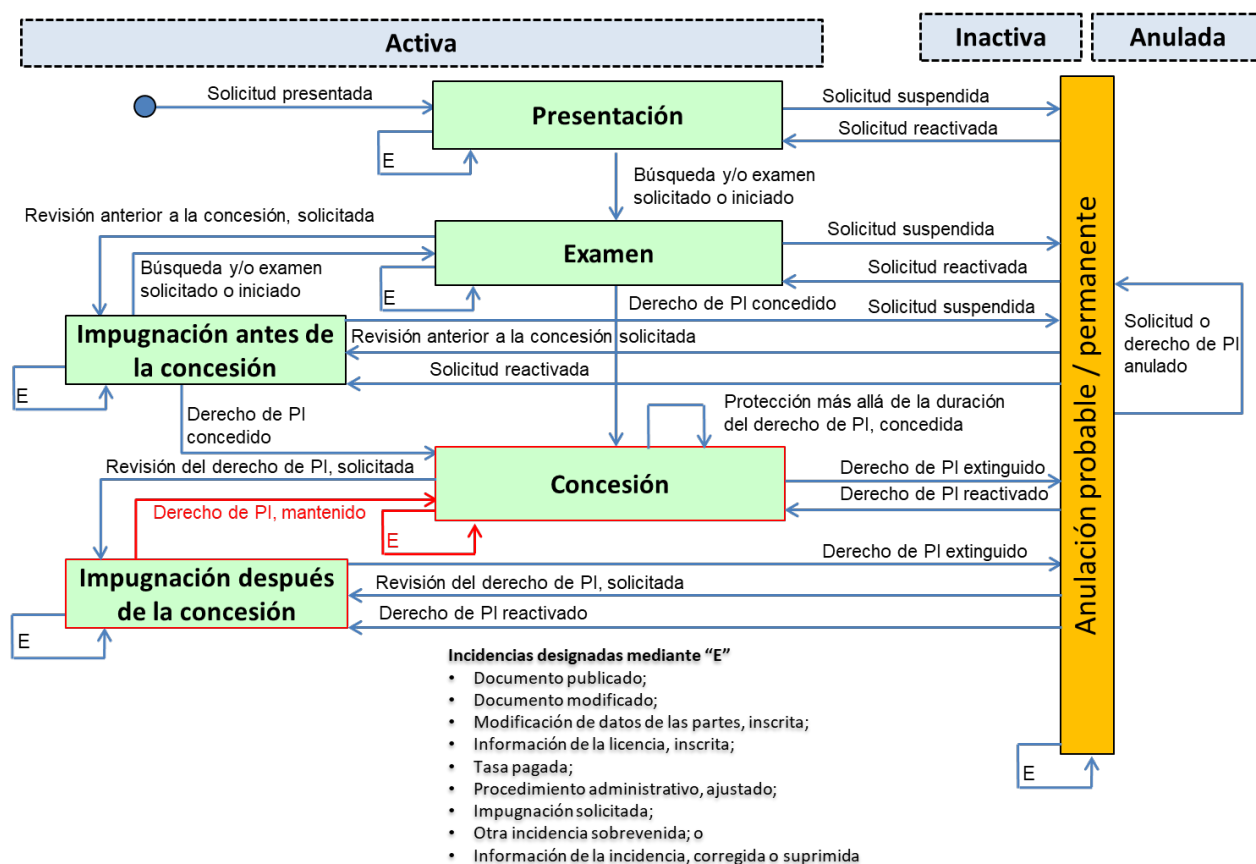 Activa
Inactiva
Anulada
Solicitud presentada
Presentación
Solicitud suspendida
Solicitud reactivada
E
Búsqueda y/o examen
solicitado o iniciado
Revisión anterior a la concesión, solicitada
Examen
Solicitud suspendida
Solicitud reactivada
Búsqueda y/o examen
solicitado o iniciado
E
Derecho de PI concedido
Solicitud suspendida
Impugnación antes de
la concesión
Revisión anterior a la concesión solicitada
Solicitud reactivada
E
Solicitud o
derecho de PI
anulado
Anulación probable / permanente
Derecho de PI
concedido
Protección más allá de la duración
del derecho de PI, concedida
Revisión del derecho de PI, solicitada
Concesión
Derecho de PI extinguido
Derecho de PI reactivado
Derecho de PI, mantenido
E
Impugnación después
de la concesión
Derecho de PI extinguido
Revisión del derecho de PI, solicitada
Derecho de PI reactivado
E
Incidencias designadas mediante “E”
• Documento publicado;
• Documento modificado;
• Modificación de datos de las partes, inscrita;
• Información de la licencia, inscrita;
• Tasa pagada;
• Procedimiento administrativo, ajustado;
• Impugnación solicitada;
• Otra incidencia sobrevenida; o
• Información de la incidencia, corregida o suprimida
E